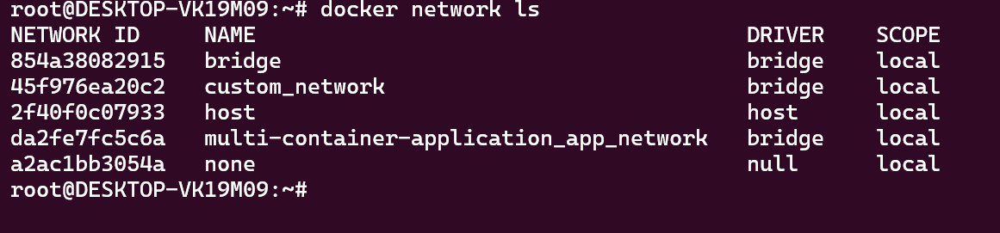 root@DESKTOP-VK19M09:~# docker network ls
NETWORK ID     NAME                                      DRIVER    SCOPE
854a38082915   bridge                                    bridge    local
45f976ea20c2   custom_network                            bridge    local
2f40f0c07933   host                                      host      local
da2fe7fc5c6a   multi-container-application_app_network   bridge    local
a2ac1bb3054a   none                                      null      local
root@DESKTOP-VK19M09:~#